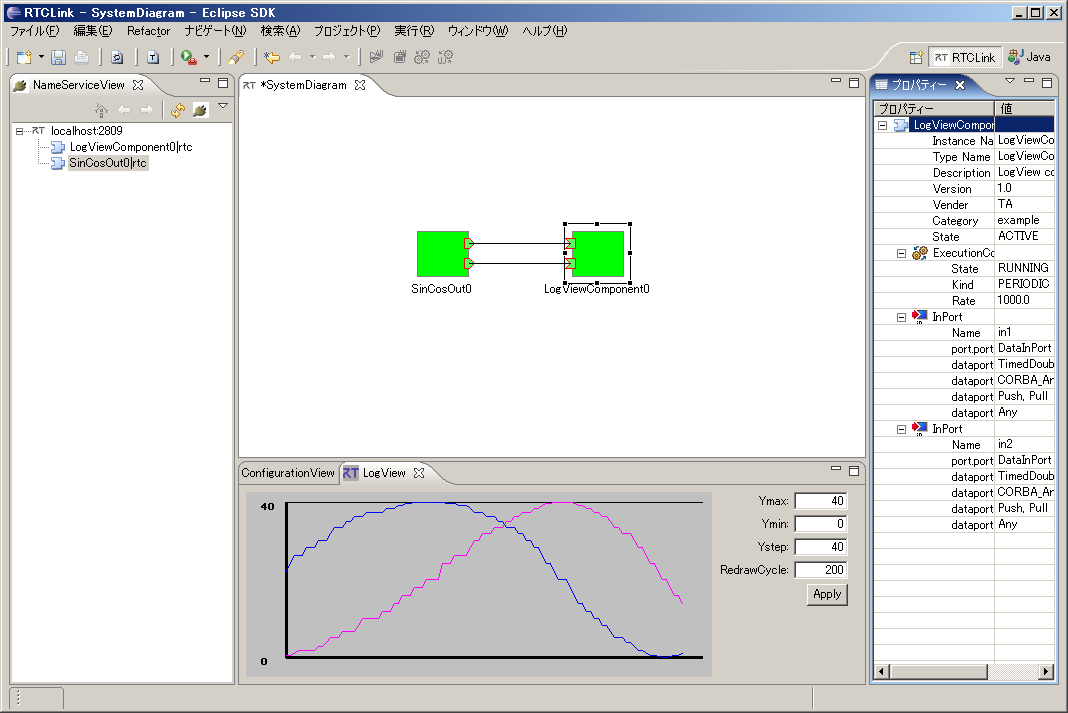 RTCLink - SystemDiagram - Eclipse SDK
ファイル(F) 編集(E) Refactor ナビゲート(N) 検索(A) プロジェクト(P) 実行(R) ウィンドウ(W) ヘルプ(H)
RTCLink Java
NameServiceView
localhost:2809
LogViewComponent0|rtc
SinCosOut0|rtc
*SystemDiagram
SinCosOut0
LogViewComponent0
ConfigurationView LogView
40
0
Ymax: 40
Ymin: 0
Ystep: 40
RedrawCycle: 200
Apply
プロパティー
プロパティー 値
LogViewCompor
Instance Na LogViewCo
Type Name LogViewCo
Description LogView co
Version 1.0
Vender TA
Category example
State ACTIVE
ExecutionCo
State RUNNING
Kind PERIODIC
Rate 1000.0
InPort
Name in1
port.port DataInPort
dataport TimedDoub
dataport CORBA_An
dataport Push, Pull
dataport Any
InPort
Name in2
port.port DataInPort
dataport TimedDoub
dataport CORBA_An
dataport Push, Pull
dataport Any